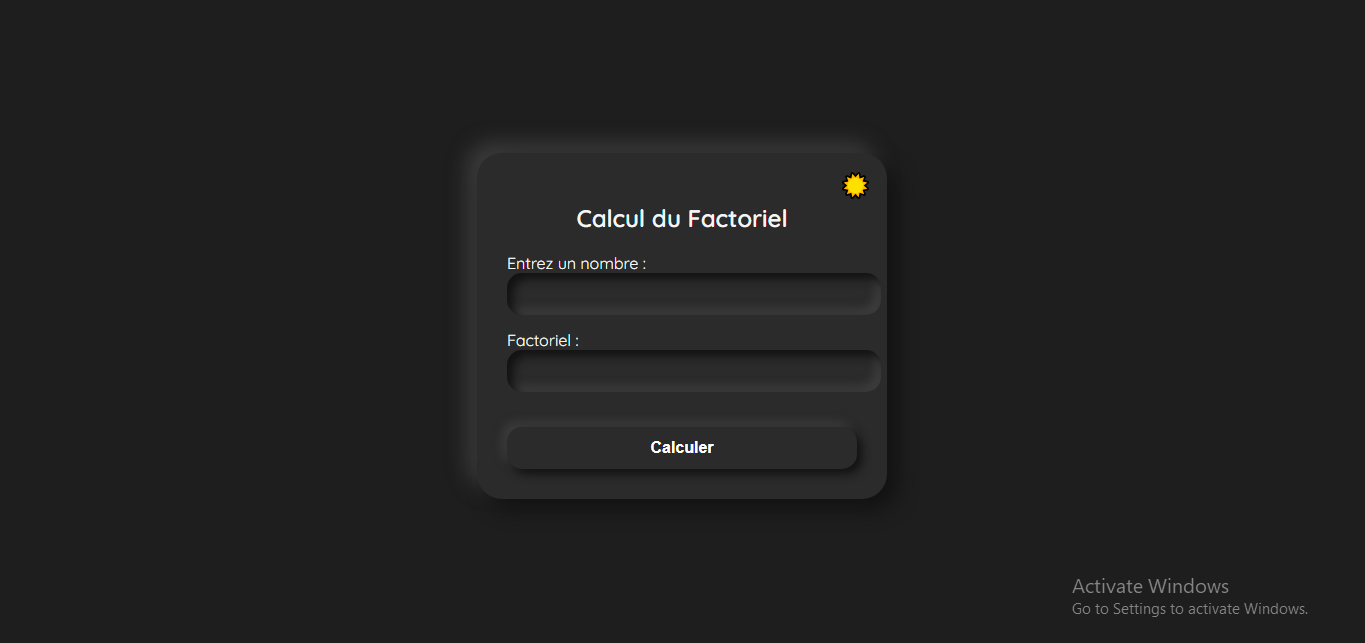 Calcul du Factoriel
Entrez un nombre :
Factoriel :
Calculer
Activate Windows
Go to Settings to activate Windows.